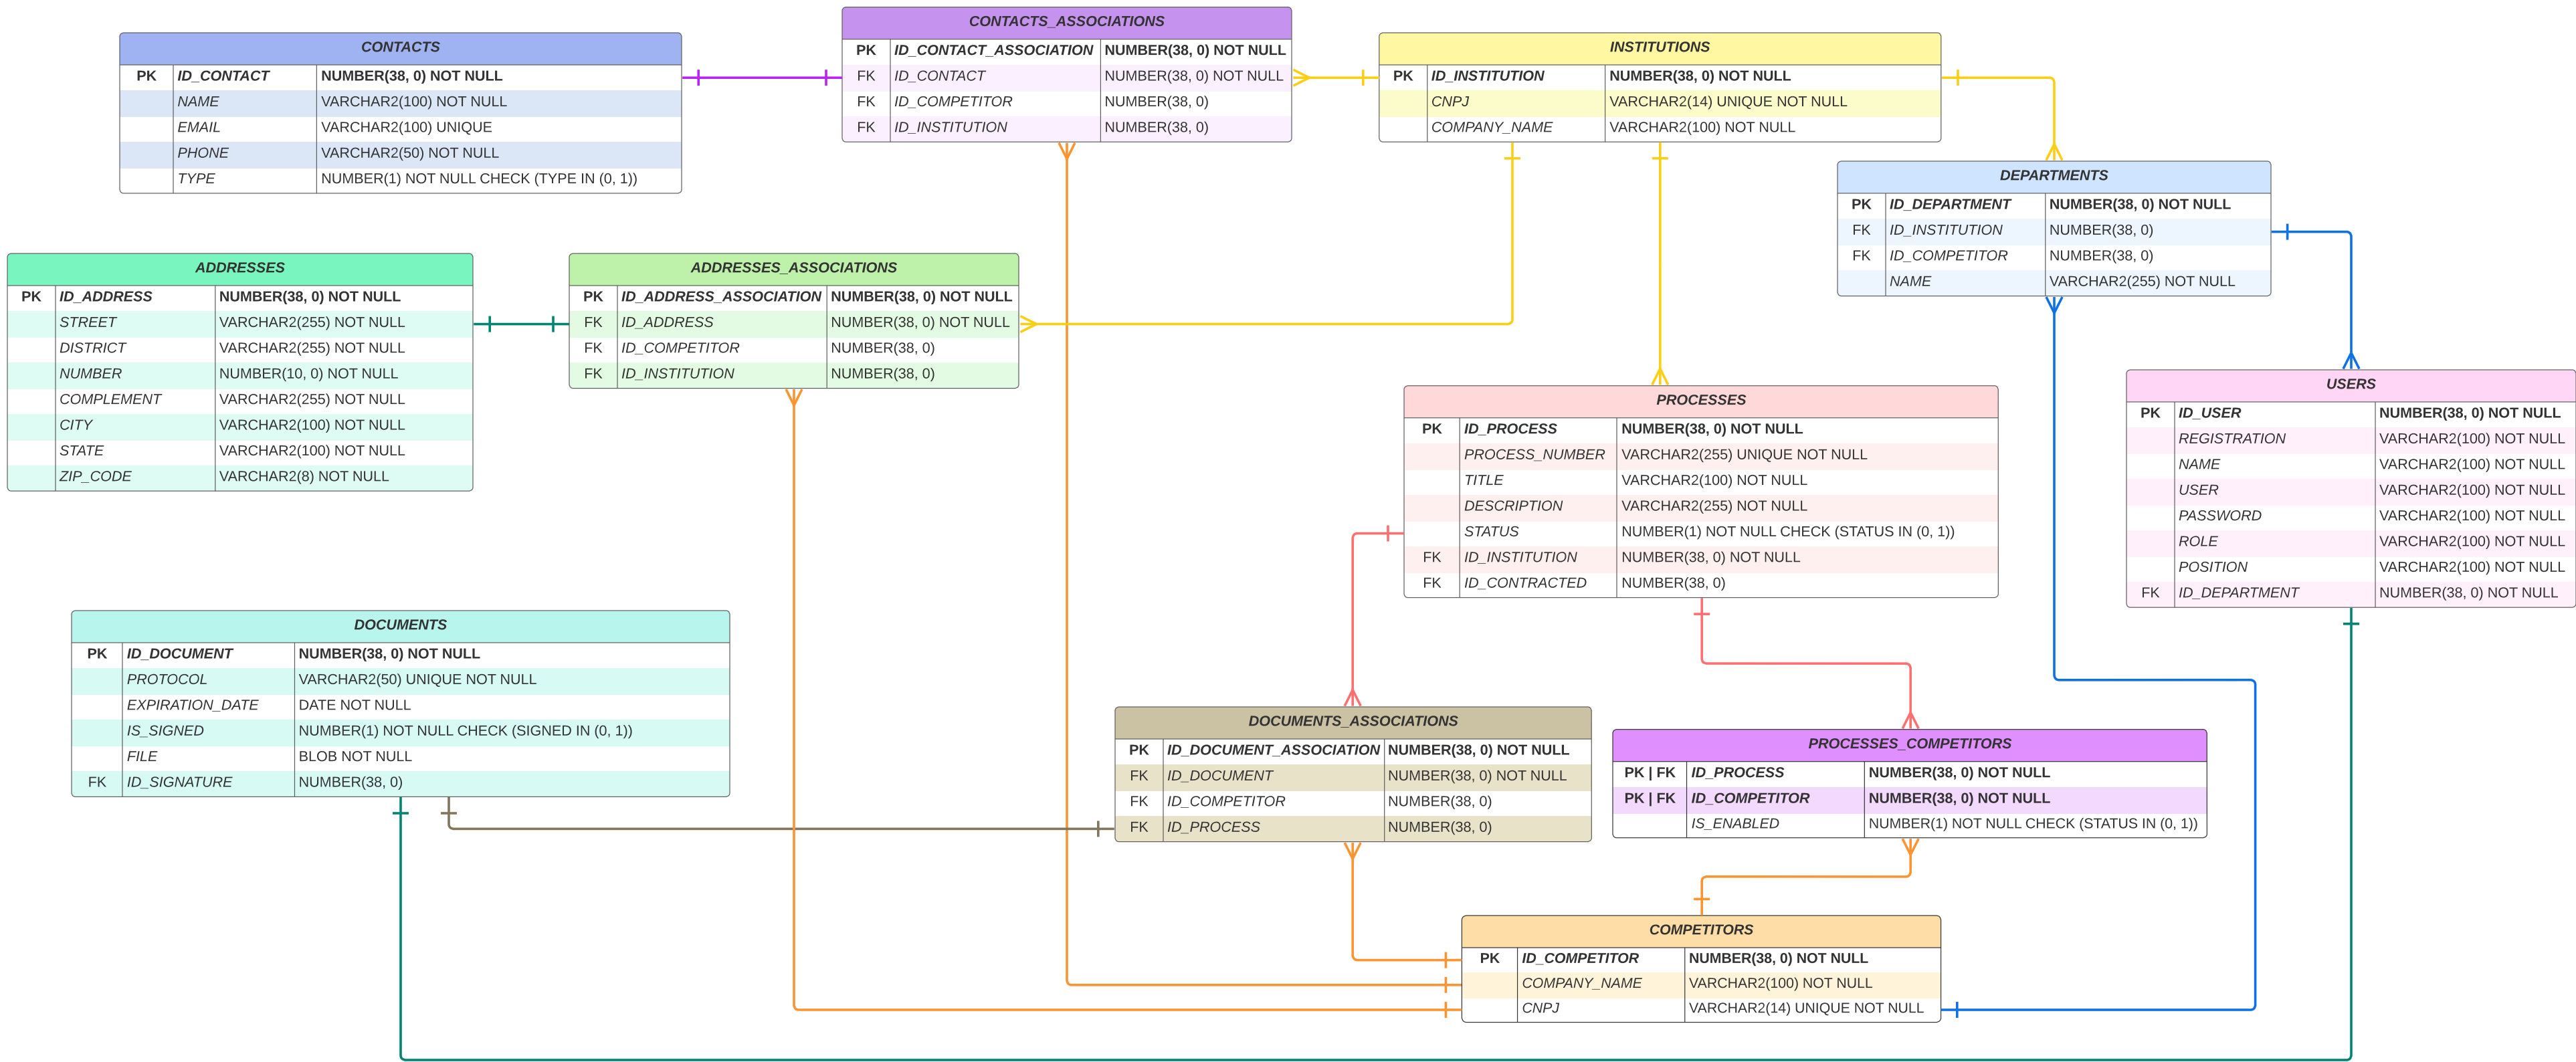 CONTACTS
PK ID_CONTACT NUMBER(38, 0) NOT NULL
NAME VARCHAR2(100) NOT NULL
EMAIL VARCHAR2(100) UNIQUE
PHONE VARCHAR2(50) NOT NULL
TYPE NUMBER(1) NOT NULL CHECK (TYPE IN (0, 1))
CONTACTS_ASSOCIATIONS
PK ID_CONTACT_ASSOCIATION NUMBER(38, 0) NOT NULL
FK ID_CONTACT NUMBER(38, 0) NOT NULL
FK ID_COMPETITOR NUMBER(38, 0)
FK ID_INSTITUTION NUMBER(38, 0)
INSTITUTIONS
PK ID_INSTITUTION NUMBER(38, 0) NOT NULL
CNPJ VARCHAR2(14) UNIQUE NOT NULL
COMPANY_NAME VARCHAR2(100) NOT NULL
DEPARTMENTS
PK ID_DEPARTMENT NUMBER(38, 0) NOT NULL
FK ID_INSTITUTION NUMBER(38, 0)
FK ID_COMPETITOR NUMBER(38, 0)
NAME VARCHAR2(255) NOT NULL
ADDRESSES
PK ID_ADDRESS NUMBER(38, 0) NOT NULL
STREET VARCHAR2(255) NOT NULL
DISTRICT VARCHAR2(255) NOT NULL
NUMBER NUMBER(10, 0) NOT NULL
COMPLEMENT VARCHAR2(255) NOT NULL
CITY VARCHAR2(100) NOT NULL
STATE VARCHAR2(100) NOT NULL
ZIP_CODE VARCHAR2(8) NOT NULL
ADDRESSES_ASSOCIATIONS
PK ID_ADDRESS_ASSOCIATION NUMBER(38, 0) NOT NULL
FK ID_ADDRESS NUMBER(38, 0) NOT NULL
FK ID_COMPETITOR NUMBER(38, 0)
FK ID_INSTITUTION NUMBER(38, 0)
PROCESSES
PK ID_PROCESS NUMBER(38, 0) NOT NULL
PROCESS_NUMBER VARCHAR2(255) UNIQUE NOT NULL
TITLE VARCHAR2(100) NOT NULL
DESCRIPTION VARCHAR2(255) NOT NULL
STATUS NUMBER(1) NOT NULL CHECK (STATUS IN (0, 1))
FK ID_INSTITUTION NUMBER(38, 0) NOT NULL
FK ID_CONTRACTED NUMBER(38, 0)
USERS
PK ID_USER NUMBER(38, 0) NOT NULL
REGISTRATION VARCHAR2(100) NOT NULL
NAME VARCHAR2(100) NOT NULL
USER VARCHAR2(100) NOT NULL
PASSWORD VARCHAR2(100) NOT NULL
ROLE VARCHAR2(100) NOT NULL
POSITION VARCHAR2(100) NOT NULL
FK ID_DEPARTMENT NUMBER(38, 0) NOT NULL
DOCUMENTS
PK ID_DOCUMENT NUMBER(38, 0) NOT NULL
PROTOCOL VARCHAR2(50) UNIQUE NOT NULL
EXPIRATION_DATE DATE NOT NULL
IS_SIGNED NUMBER(1) NOT NULL CHECK (SIGNED IN (0, 1))
FILE BLOB NOT NULL
FK ID_SIGNATURE NUMBER(38, 0)
DOCUMENTS_ASSOCIATIONS
PK ID_DOCUMENT_ASSOCIATION NUMBER(38, 0) NOT NULL
FK ID_DOCUMENT NUMBER(38, 0) NOT NULL
FK ID_COMPETITOR NUMBER(38, 0)
FK ID_PROCESS NUMBER(38, 0)
PROCESSES_COMPETITORS
PK | FK ID_PROCESS NUMBER(38, 0) NOT NULL
PK | FK ID_COMPETITOR NUMBER(38, 0) NOT NULL
IS_ENABLED NUMBER(1) NOT NULL CHECK (STATUS IN (0, 1))
COMPETITORS
PK ID_COMPETITOR NUMBER(38, 0) NOT NULL
COMPANY_NAME VARCHAR2(100) NOT NULL
CNPJ VARCHAR2(14) UNIQUE NOT NULL